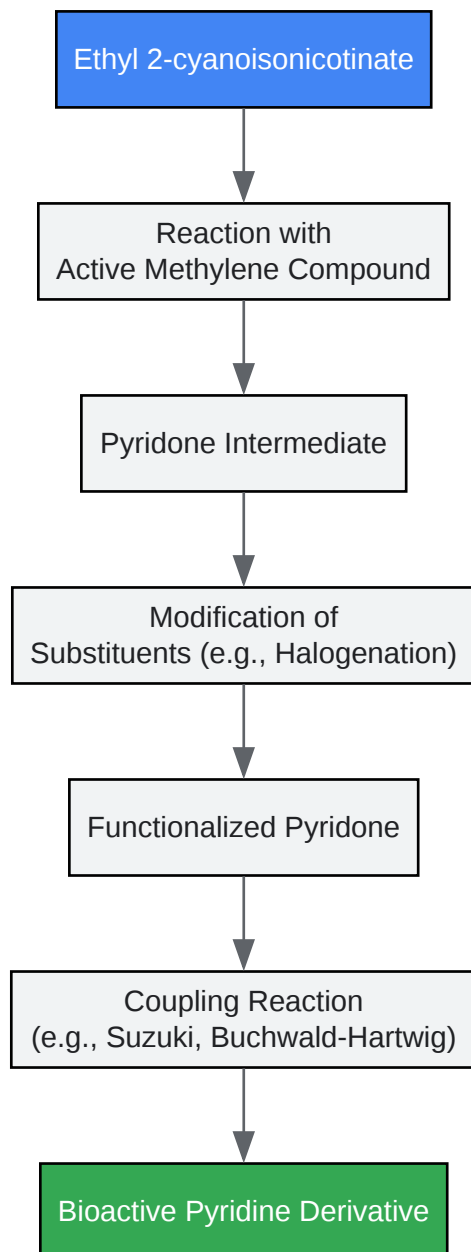 Ethyl 2-cyanoisonicotinate
Reaction with
Active Methylene Compound
Pyridone Intermediate
Modification of
Substituents (e.g., Halogenation)
Functionalized Pyridone
Coupling Reaction
(e.g., Suzuki, Buchwald-Hartwig)
Bioactive Pyridine Derivative